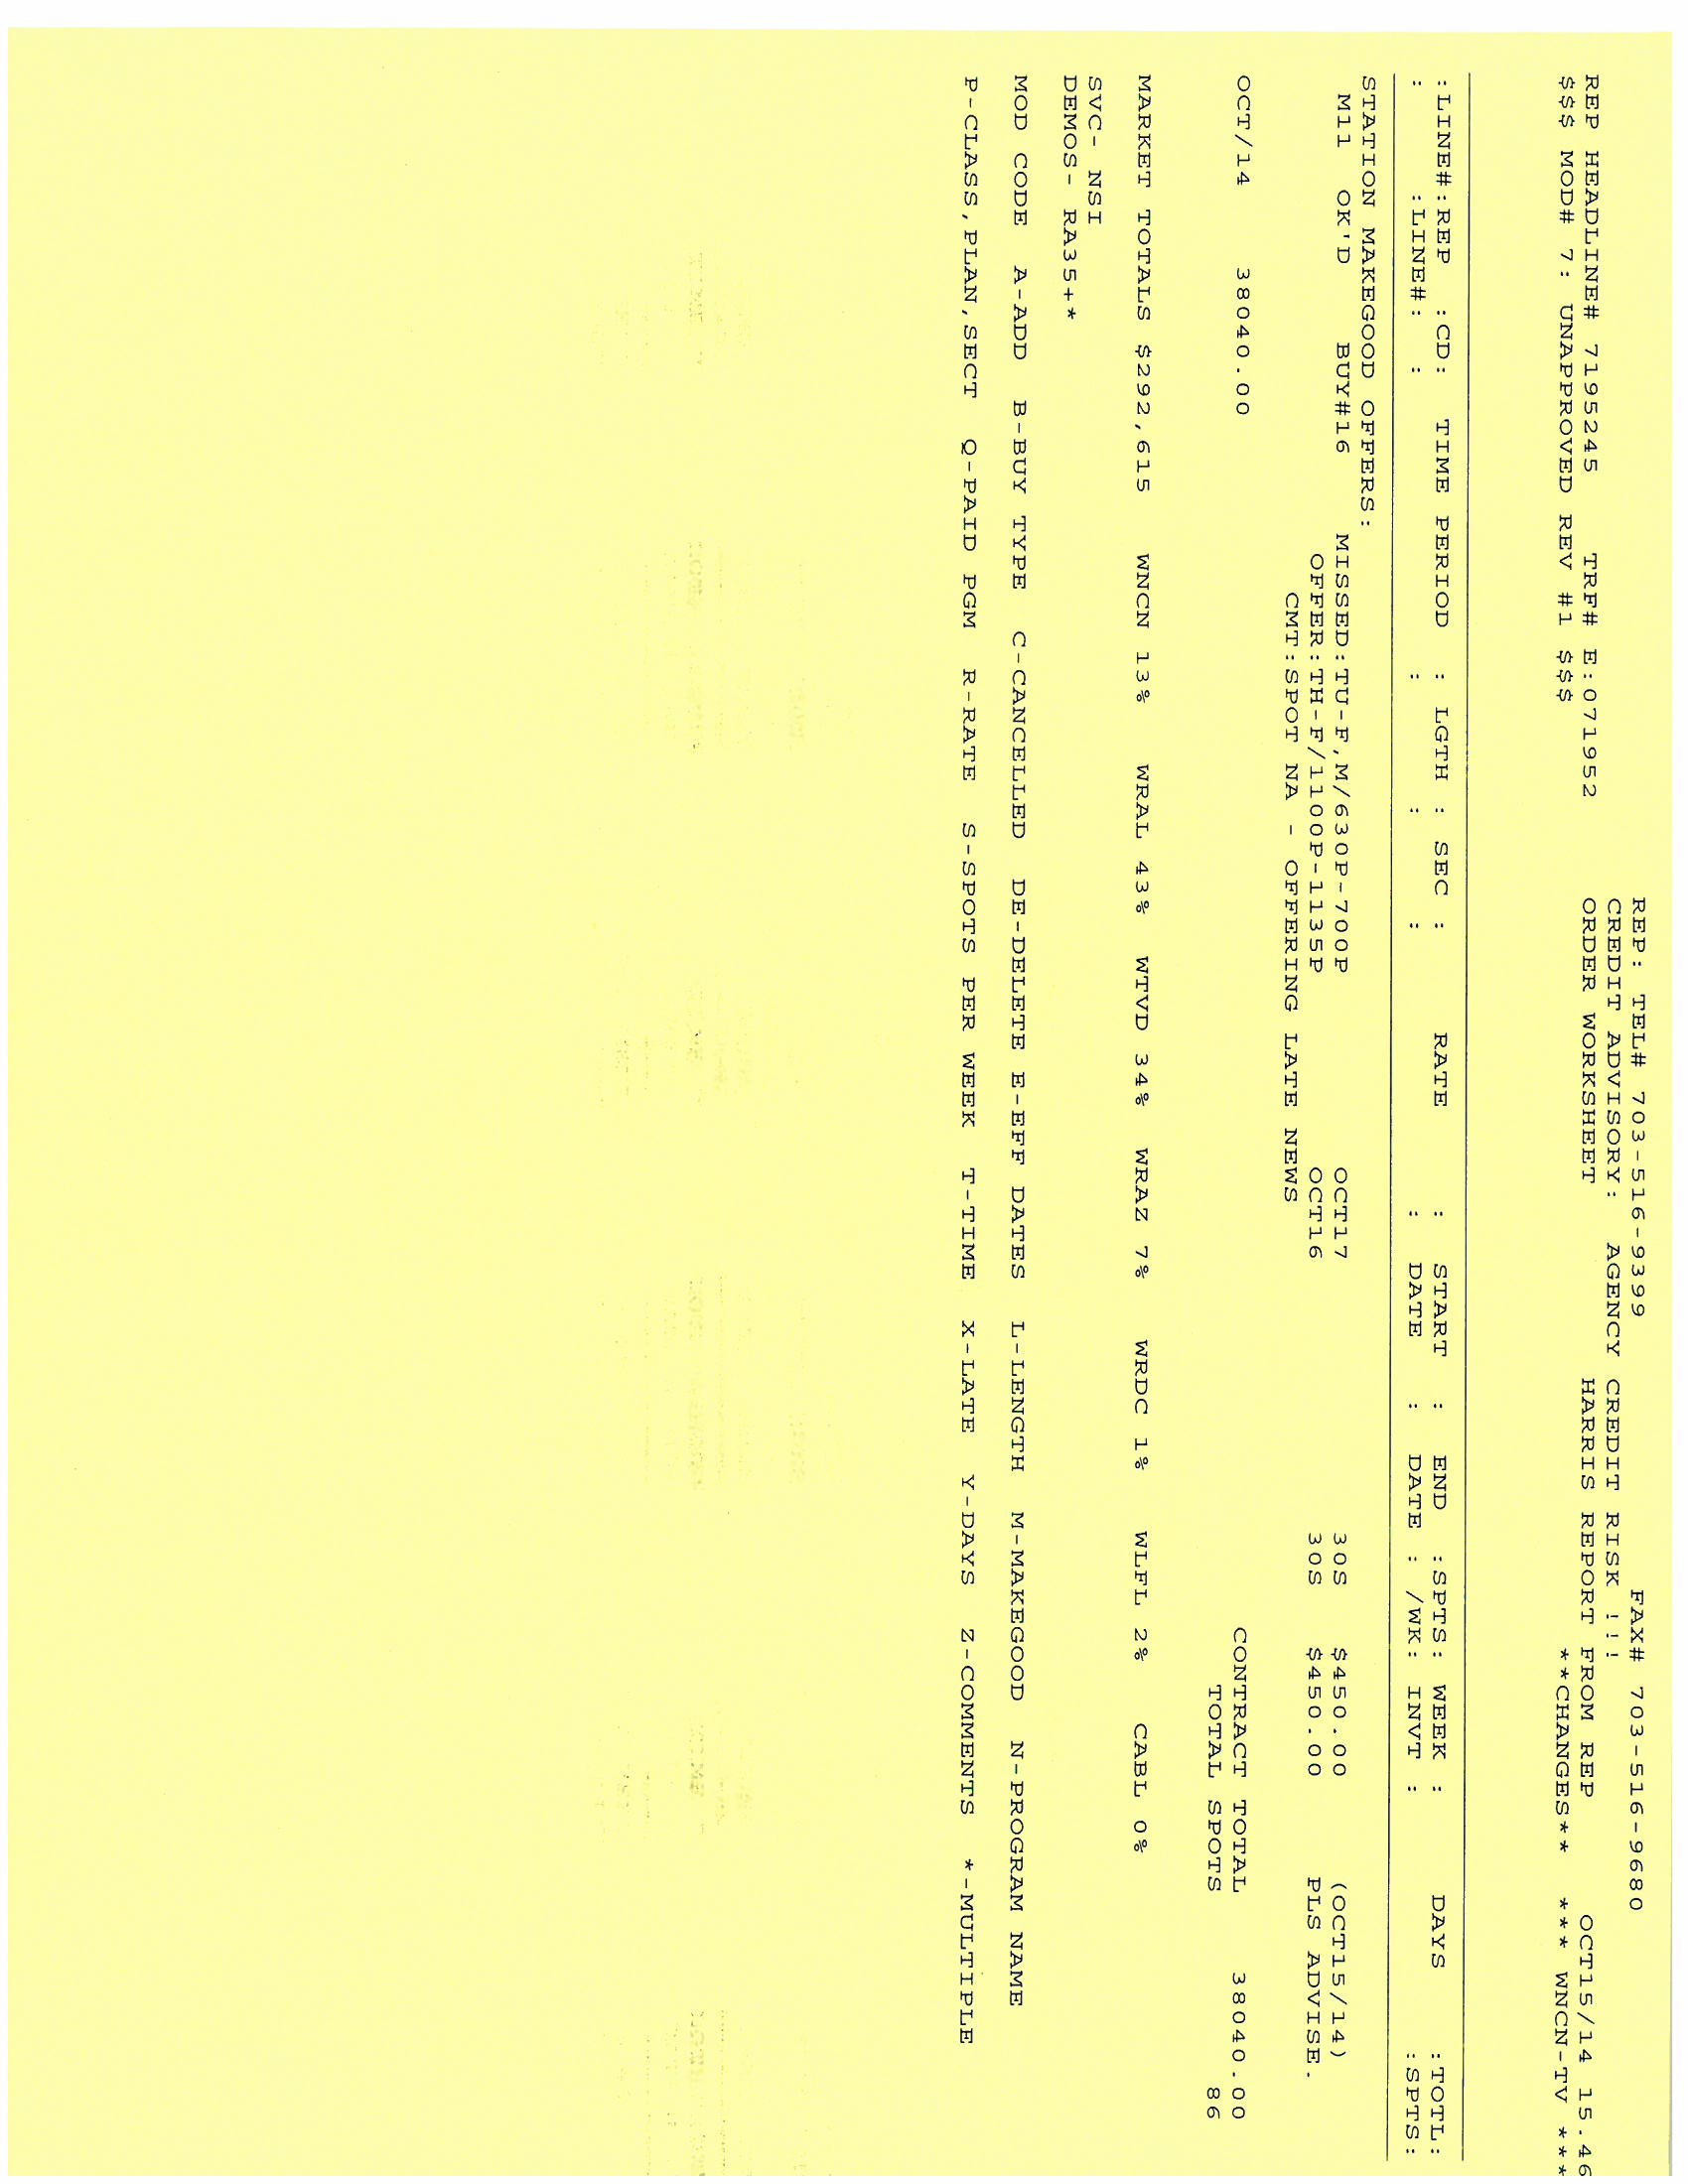 REP: TEL# 703-516-9399 FAX# 703-516-9680
CREDIT ADVISORY: AGENCY CREDIT RISK !!!
REP HEADLINE# 7195245 TRF# E:071952 ORDER WORKSHEET HARRIS REPORT FROM REP OCT15/14 15.46
$$$ MOD# 7: UNAPPROVED REV #1 $$$ **CHANGES** *** WNCN-TV ***
:LINE#:REP :CD: TIME PERIOD : LGTH : SEC : RATE : START : END :SPTS: WEEK : DAYS :TOTL:
: :LINE#: : : : : : DATE : DATE : /WK: INVT : :SPTS:
STATION MAKEGOOD OFFERS:
M11 OK'D BUY#16 MISSED:TU-F,M/630P-700P OCT17 30S $450.00 (OCT15/14)
OFFER:TH-F/1100P-1135P OCT16 30S $450.00 PLS ADVISE.
CMT:SPOT NA - OFFERING LATE NEWS
OCT/14 38040.00 CONTRACT TOTAL 38040.00
TOTAL SPOTS 86
MARKET TOTALS $292,615 WNCN 13% WRAL 43% WTVD 34% WRAZ 7% WRDC 1% WLFL 2% CABL 0%
SVC- NSI
DEMOS- RA35+*
MOD CODE A-ADD B-BUY TYPE C-CANCELLED DE-DELETE E-EFF DATES L-LENGTH M-MAKEGOOD N-PROGRAM NAME
P-CLASS,PLAN,SECT Q-PAID PGM R-RATE S-SPOTS PER WEEK T-TIME X-LATE Y-DAYS Z-COMMENTS *-MULTIPLE